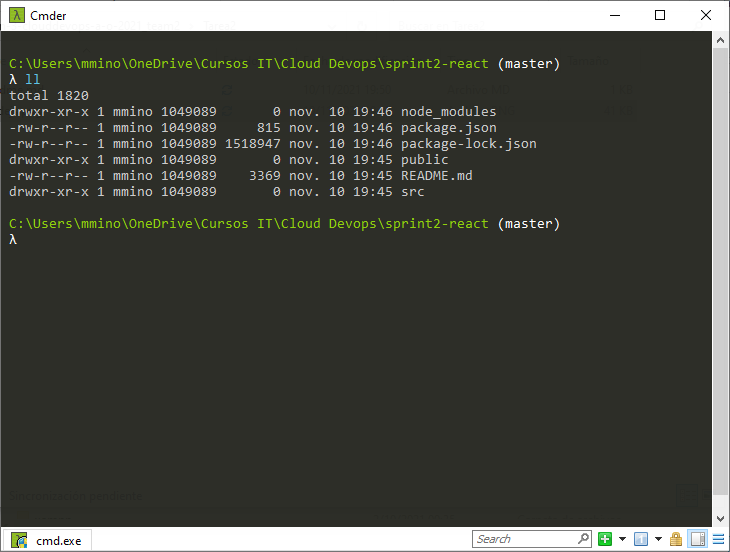 Cmder
C:\Users\mmino\OneDrive\Cursos IT\Cloud Devops\sprint2-react (master)
λ ll
total 1820
drwxr-xr-x 1 mmino 1049089       0 nov. 10 19:46 node_modules
-rw-r--r-- 1 mmino 1049089     815 nov. 10 19:46 package.json
-rw-r--r-- 1 mmino 1049089 1518947 nov. 10 19:46 package-lock.json
drwxr-xr-x 1 mmino 1049089       0 nov. 10 19:45 public
-rw-r--r-- 1 mmino 1049089    3369 nov. 10 19:45 README.md
drwxr-xr-x 1 mmino 1049089       0 nov. 10 19:45 src
C:\Users\mmino\OneDrive\Cursos IT\Cloud Devops\sprint2-react (master)
λ
cmd.exe
Search